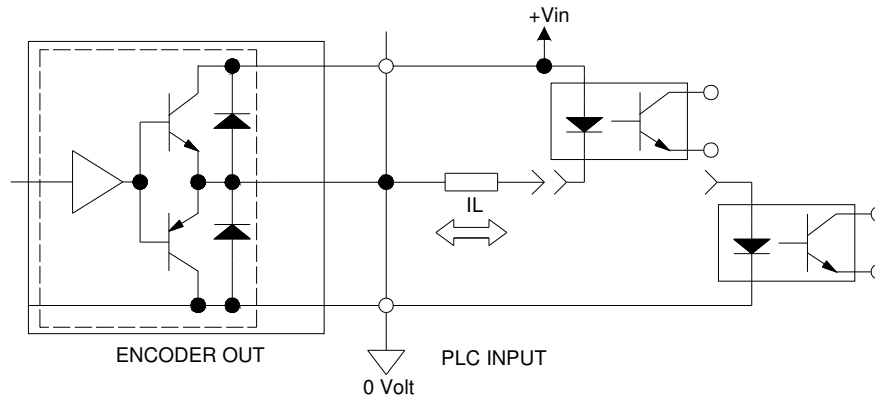 +Vin
IL
ENCODER OUT
PLC INPUT
0 Volt